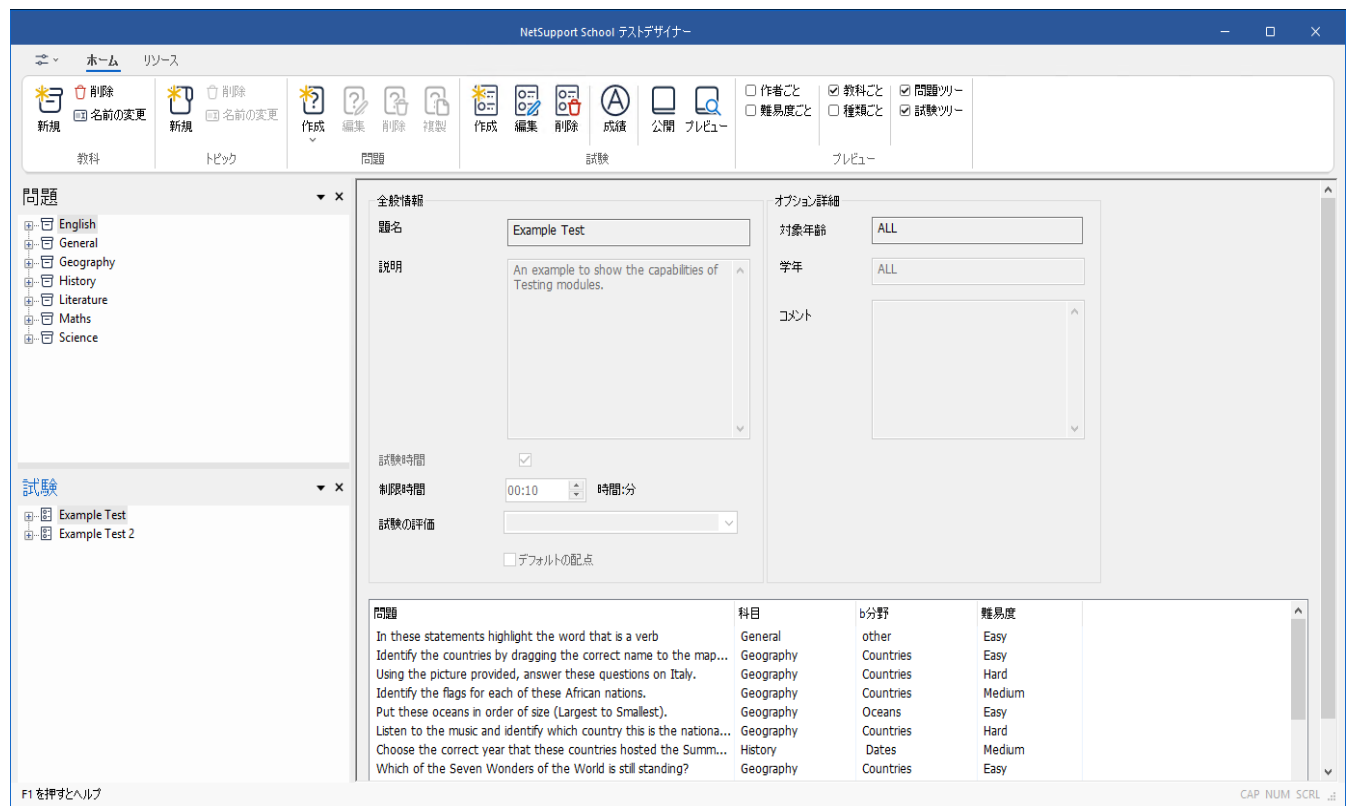 NetSupport School テストデザイナー
ホーム リソース
新規 削除 名前の変更
教科
新規 削除 名前の変更
トピック
作成 編集 削除 複製
問題
作成 編集 削除 成績 公開 プレビュー
試験
作者ごと 教科ごと 問題ツリー
難易度ごと 種類ごと 試験ツリー
プレビュー
問題
English
General
Geography
History
Literature
Maths
Science
試験
Example Test
Example Test 2
全般情報
題名 Example Test
説明 An example to show the capabilities of
Testing modules.
試験時間
制限時間 00:10 時間:分
試験の評価
デフォルトの配点
オプション詳細
対象年齢 ALL
学年 ALL
コメント
問題 科目 b分野 難易度
In these statements highlight the word that is a verb General other Easy
Identify the countries by dragging the correct name to the map... Geography Countries Easy
Using the picture provided, answer these questions on Italy. Geography Countries Hard
Identify the flags for each of these African nations. Geography Countries Medium
Put these oceans in order of size (Largest to Smallest). Geography Oceans Easy
Listen to the music and identify which country this is the nationa... Geography Countries Hard
Choose the correct year that these countries hosted the Summ... History Dates Medium
Which of the Seven Wonders of the World is still standing? Geography Countries Easy
F1 を押すとヘルプ
CAP NUM SCRL